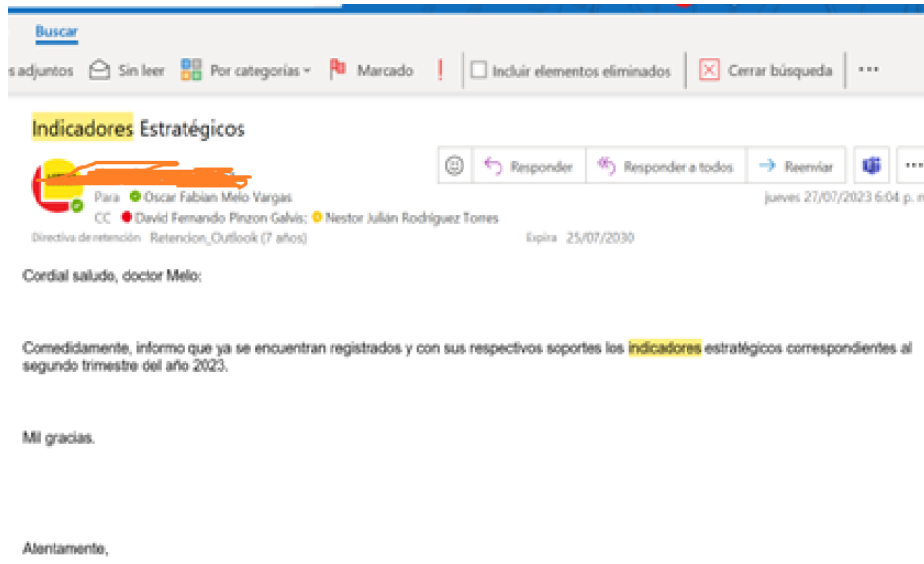 Buscar
s adjuntos Sin leer Por categorías Marcado Incluir elementos eliminados Cerrar búsqueda ...
Indicadores Estratégicos
Responder Responder a todos Reenviar ...
Para Oscar Fabian Melo Vargas jueves 27/07/2023 6:04 p. m
CC David Fernando Pinzon Galvis; Nestor Julián Rodríguez Torres
Directiva de retención Retencion_Outlook (7 años) Expira 25/07/2030
Cordial saludo, doctor Melo:
Comedidamente, informo que ya se encuentran registrados y con sus respectivos soportes los indicadores estratégicos correspondientes al
segundo trimestre del año 2023.
Mil gracias.
Atentamente,